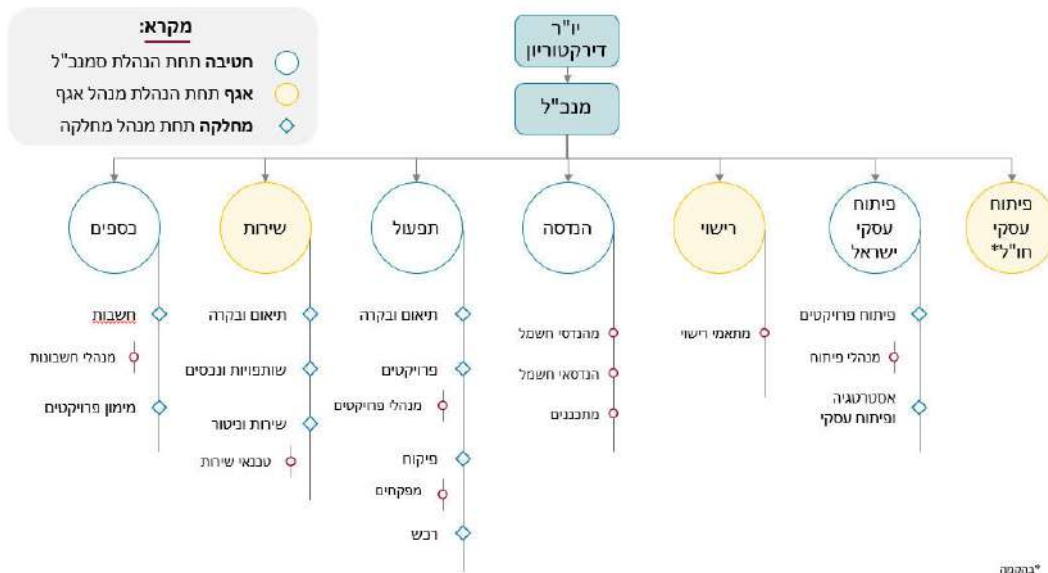 מקרא:
חטיבה תחת הנהלת סמנכ"ל
אגף תחת הנהלת מנהל אגף
מחלקה תחת מנהל מחלקה
יו"ר
דירקטוריון
מנכ"ל
פיתוח
עסקי
חו"ל*
פיתוח
עסקי
ישראל
פיתוח פרויקטים
מנהלי פיתוח
אסטרטגיה
ופיתוח עסקי
רישוי
מתאמי רישוי
הנדסה
מהנדסי חשמל
הנדסאי חשמל
מתכננים
תפעול
תיאום ובקרה
פרויקטים
מנהלי פרויקטים
פיקוח
מפקחים
רכש
שירות
תיאום ובקרה
שותפויות ונכסים
שירות וניטור
טכנאי שירות
כספים
חשבות
מנהלי חשבונות
מימון פרויקטים
*בהקמה